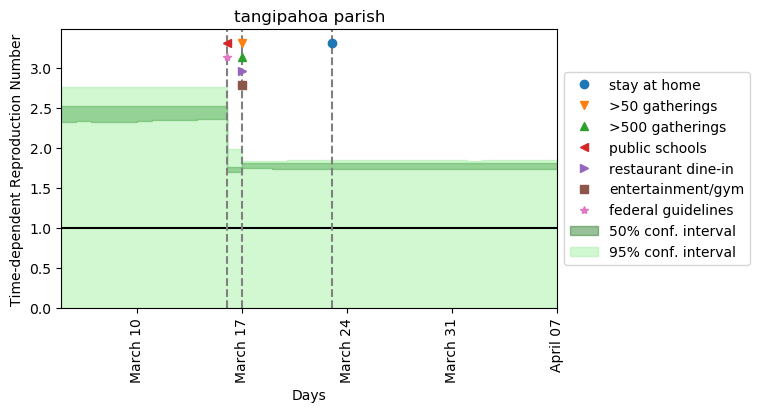 tangipahoa parish
Time-dependent Reproduction Number
3.0
2.5
2.0
1.5
1.0
0.5
0.0
March 10
March 17
March 24
March 31
April 07
Days
stay at home
>50 gatherings
>500 gatherings
public schools
restaurant dine-in
entertainment/gym
federal guidelines
50% conf. interval
95% conf. interval